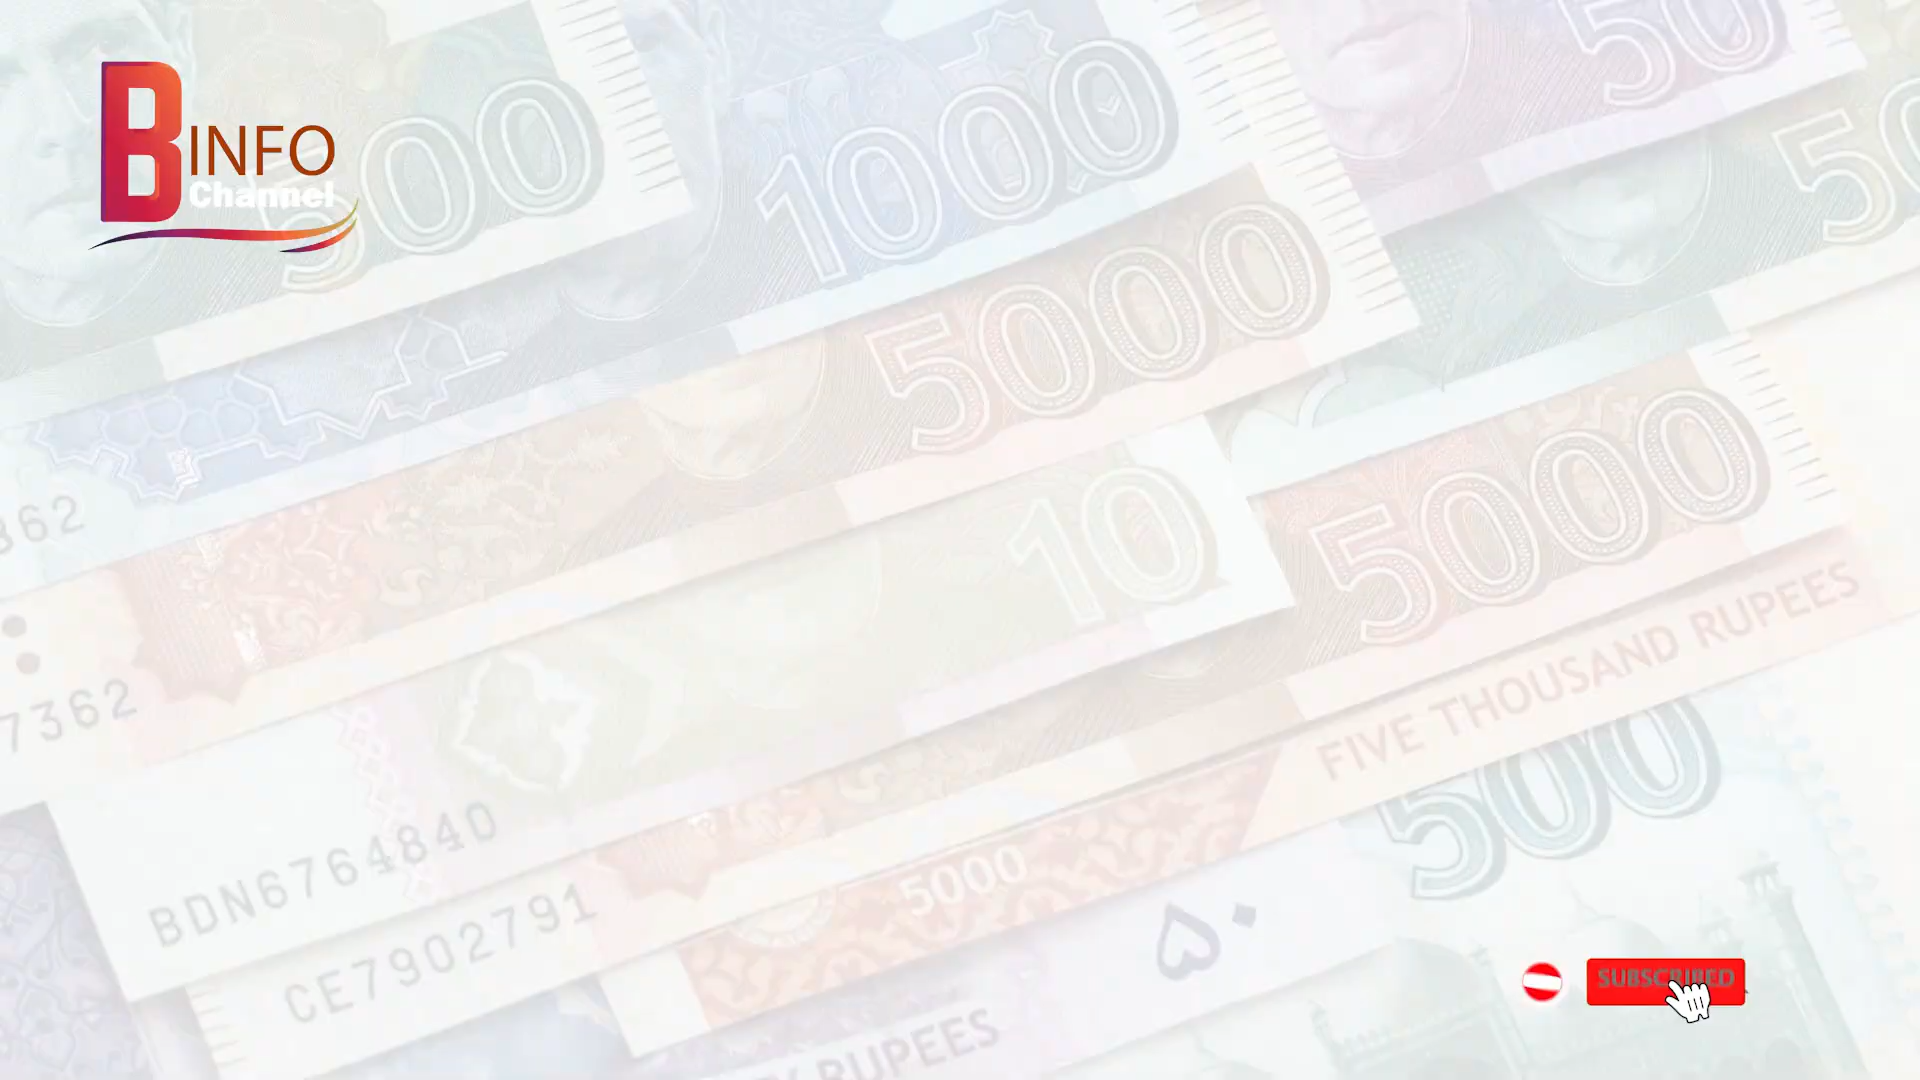 B INFO
Channel
500
1000
50
50
5000
362
10
5000
7362
FIVE THOUSAND RUPEES
500
BDN6764840
5000
CE7902791
۵۰
RUPEES
SUBSCRIBED